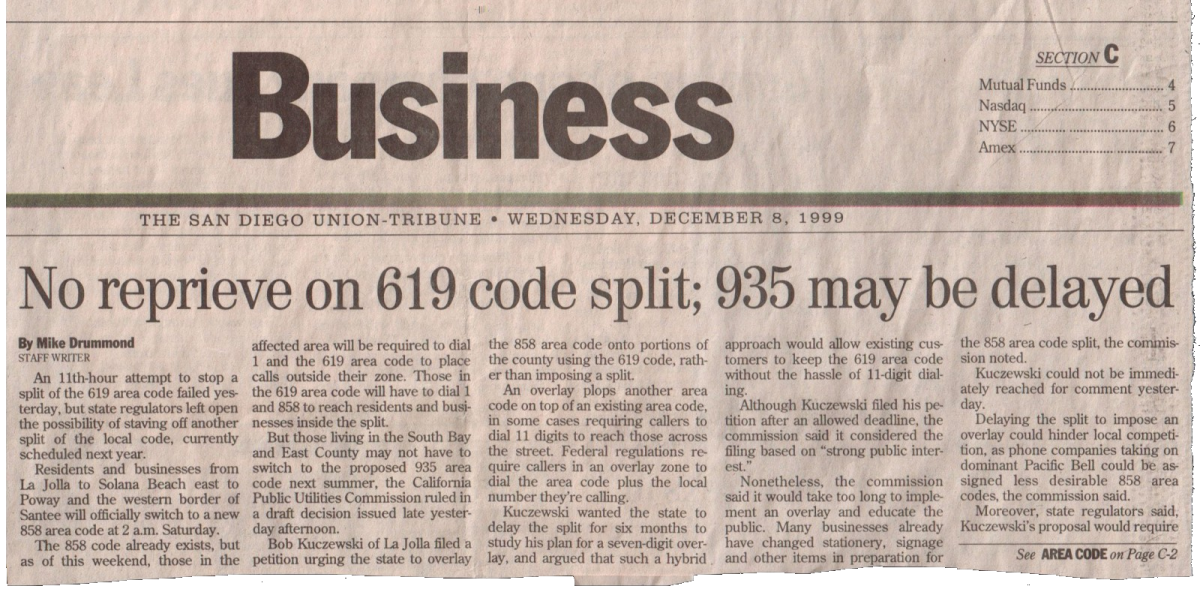 Business
SECTION C
Mutual Funds ........................ 4
Nasdaq .................................... 5
NYSE ...................................... 6
Amex ...................................... 7
THE SAN DIEGO UNION-TRIBUNE • WEDNESDAY, DECEMBER 8, 1999
No reprieve on 619 code split; 935 may be delayed
By Mike Drummond
STAFF WRITER
An 11th-hour attempt to stop a
split of the 619 area code failed yes-
terday, but state regulators left open
the possibility of staving off another
split of the local code, currently
scheduled next year.
Residents and businesses from
La Jolla to Solana Beach east to
Poway and the western border of
Santee will officially switch to a new
858 area code at 2 a.m. Saturday.
The 858 code already exists, but
as of this weekend, those in the
affected area will be required to dial
1 and the 619 area code to place
calls outside their zone. Those in
the 619 area code will have to dial 1
and 858 to reach residents and busi-
nesses inside the split.
But those living in the South Bay
and East County may not have to
switch to the proposed 935 area
code next summer, the California
Public Utilities Commission ruled in
a draft decision issued late yester-
day afternoon.
Bob Kuczewski of La Jolla filed a
petition urging the state to overlay
the 858 area code onto portions of
the county using the 619 code, rath-
er than imposing a split.
An overlay plops another area
code on top of an existing area code,
in some cases requiring callers to
dial 11 digits to reach those across
the street. Federal regulations re-
quire callers in an overlay zone to
dial the area code plus the local
number they're calling.
Kuczewski wanted the state to
delay the split for six months to
study his plan for a seven-digit over-
lay, and argued that such a hybrid
approach would allow existing cus-
tomers to keep the 619 area code
without the hassle of 11-digit dial-
ing.
Although Kuczewski filed his pe-
tition after an allowed deadline, the
commission said it considered the
filing based on “strong public inter-
est.”
Nonetheless, the commission
said it would take too long to imple-
ment an overlay and educate the
public. Many businesses already
have changed stationery, signage
and other items in preparation for
the 858 area code split, the commis-
sion noted.
Kuczewski could not be immedi-
ately reached for comment yester-
day.
Delaying the split to impose an
overlay could hinder local competi-
tion, as phone companies taking on
dominant Pacific Bell could be as-
signed less desirable 858 area
codes, the commission said.
Moreover, state regulators said,
Kuczewski's proposal would require
See AREA CODE on Page C-2